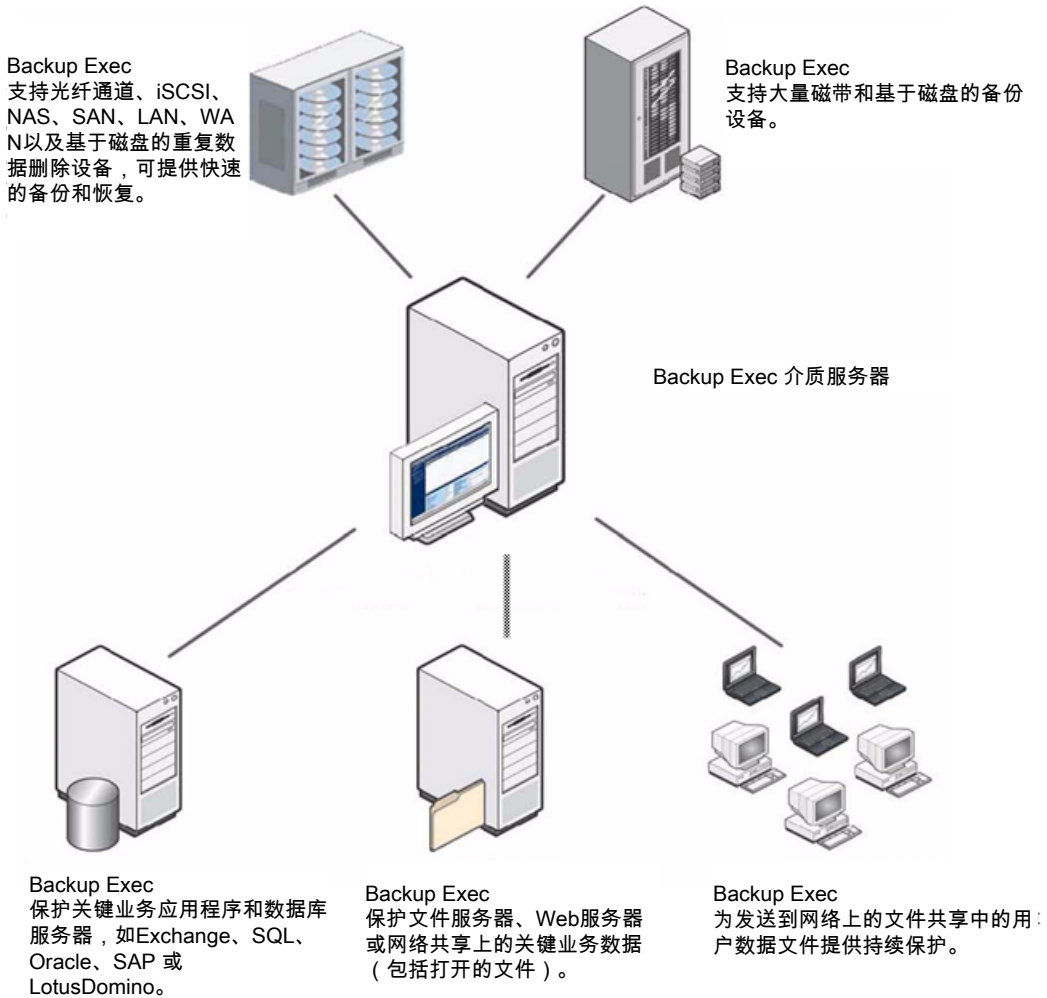 Backup Exec
支持光纤通道、iSCSI、
NAS、SAN、LAN、WA
N以及基于磁盘的重复数
据删除设备，可提供快速
的备份和恢复。
Backup Exec
支持大量磁带和基于磁盘的备份
设备。
Backup Exec 介质服务器
Backup Exec
保护关键业务应用程序和数据库
服务器，如Exchange、SQL、
Oracle、SAP 或
LotusDomino。
Backup Exec
保护文件服务器、Web服务器
或网络共享上的关键业务数据
（包括打开的文件）。
Backup Exec
为发送到网络上的文件共享中的用
户数据文件提供持续保护。